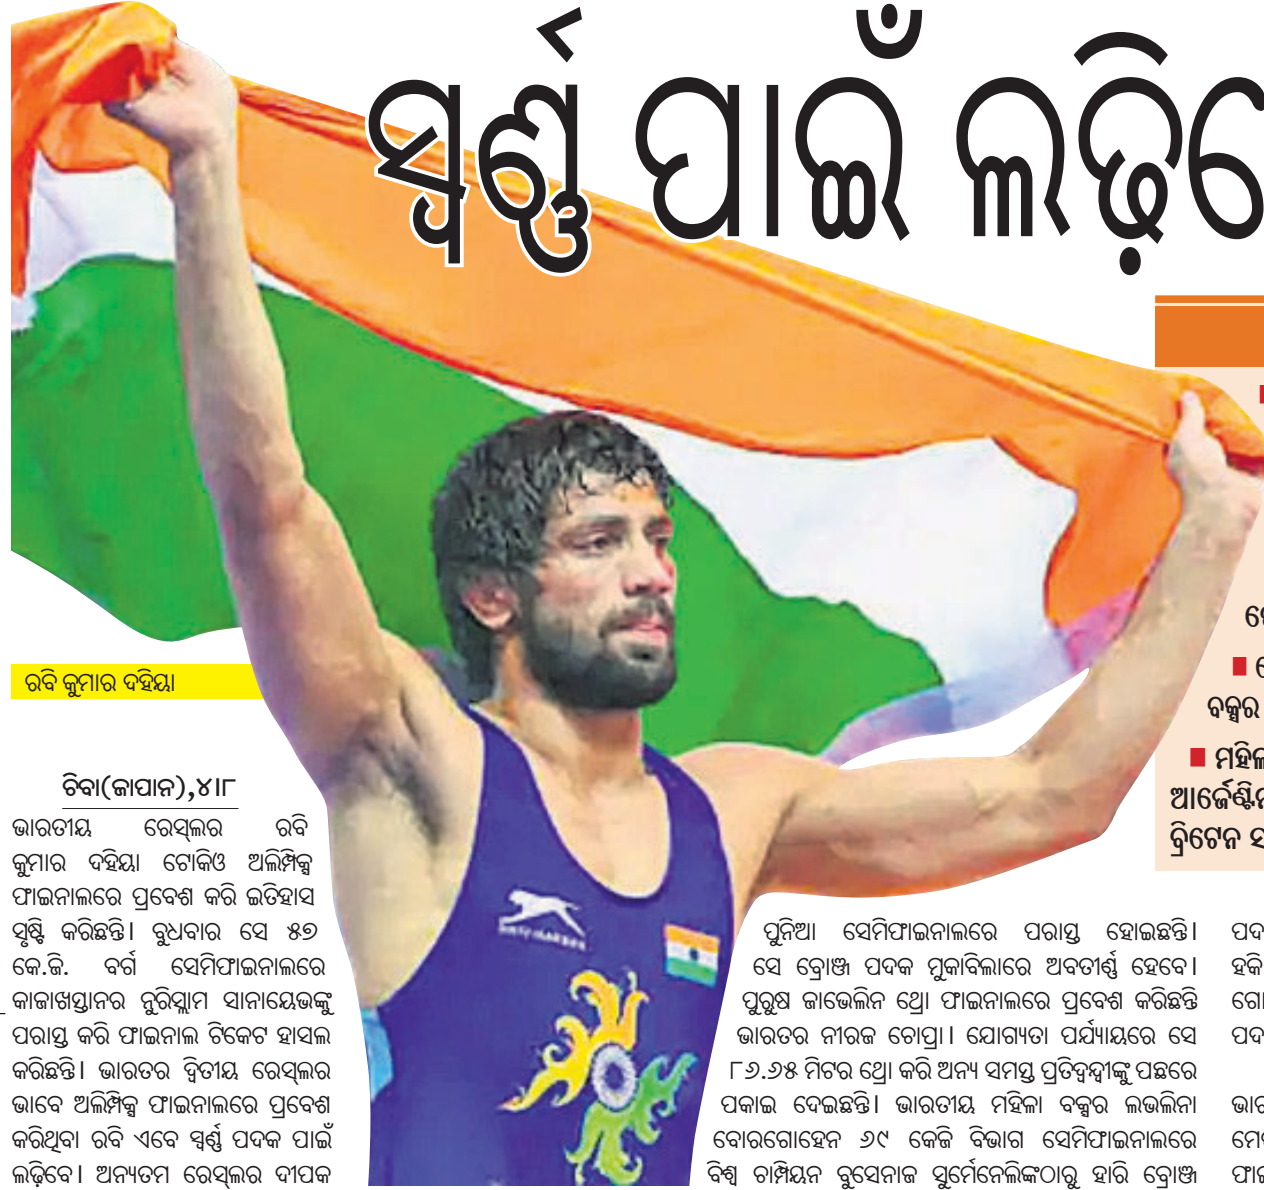 ସ୍ୱର୍ଣ୍ଣ ପାଇଁ
ରବି କୁମାର ଦହିୟା
ଚିବା(ଜାପାନ),୪।୮
ଭାରତୀୟ ରେସ୍‌ଲର ରବି
କୁମାର ଦହିୟା ଟୋକିଓ ଅଲିମ୍ପିକ୍ସ
ଫାଇନାଲରେ ପ୍ରବେଶ କରି ଇତିହାସ
ସୃଷ୍ଟି କରିଛନ୍ତି। ବୁଧବାର ସେ ୫୭
କେ.ଜି. ବର୍ଗ ସେମିଫାଇନାଲରେ
କାଜାଖସ୍ତାନର ନୁରିସ୍ଲାମ ସାନାୟେଭଙ୍କୁ
ପରାସ୍ତ କରି ଫାଇନାଲ ଟିକେଟ ହାସଲ
କରିଛନ୍ତି। ଭାରତର ଦ୍ୱିତୀୟ ରେସ୍‌ଲର
ଭାବେ ଅଲିମ୍ପିକ୍ସ ଫାଇନାଲରେ ପ୍ରବେଶ
କରିଥିବା ରବି ଏବେ ସ୍ୱର୍ଣ୍ଣ ପଦକ ପାଇଁ
ଲଢ଼ିବେ। ଅନ୍ୟତମ ରେସ୍‌ଲର ଦୀପକ
ପୁନିଆ ସେମିଫାଇନାଲରେ ପରାସ୍ତ ହୋଇଛନ୍ତି।
ସେ ବ୍ରୋଞ୍ଜ ପଦକ ମୁକାବିଲାରେ ଅବତୀର୍ଣ୍ଣ ହେବେ।
ପୁରୁଷ ଜାଭେଲିନ ଥ୍ରୋ ଫାଇନାଲରେ ପ୍ରବେଶ କରିଛନ୍ତି
ଭାରତର ନୀରଜ ଚୋପ୍ରା। ଯୋଗ୍ୟତା ପର୍ଯ୍ୟାୟରେ ସେ
୮୬.୬୫ ମିଟର ଥ୍ରୋ କରି ଅନ୍ୟ ସମସ୍ତ ପ୍ରତିଦ୍ୱନ୍ଦ୍ୱୀଙ୍କୁ ପଛରେ
ପକାଇ ଦେଇଛନ୍ତି। ଭାରତୀୟ ମହିଳା ବକ୍ସର ଲଭଲିନା
ବୋରଗୋହେନ ୬୯ କେଜି ବିଭାଗ ସେମିଫାଇନାଲରେ
ବିଶ୍ୱ ଚାମ୍ପିୟନ ବୁସେନାଜ ସୁର୍ମେନେଲିଙ୍କଠାରୁ ହାରି ବ୍ରୋଞ୍ଜ
ବକ୍ସର
ବ୍ରିଟେନ